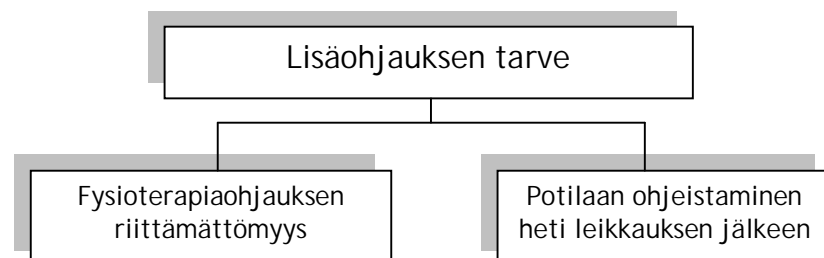 Lisäohjauksen tarve
Fysioterapiaohjauksen
riittämättömyys
Potilaan ohjeistaminen
heti leikkauksen jälkeen